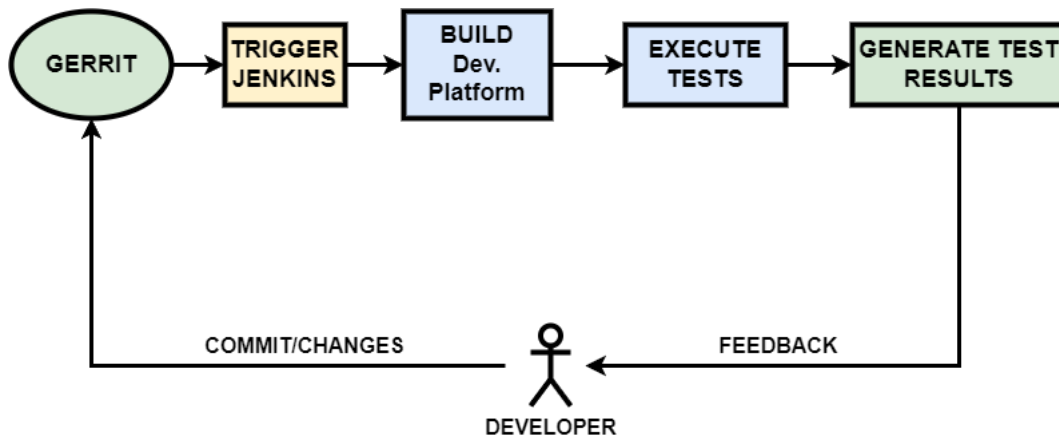 GERRIT
TRIGGER
JENKINS
BUILD
Dev.
Platform
EXECUTE
TESTS
GENERATE TEST
RESULTS
COMMIT/CHANGES
FEEDBACK
DEVELOPER